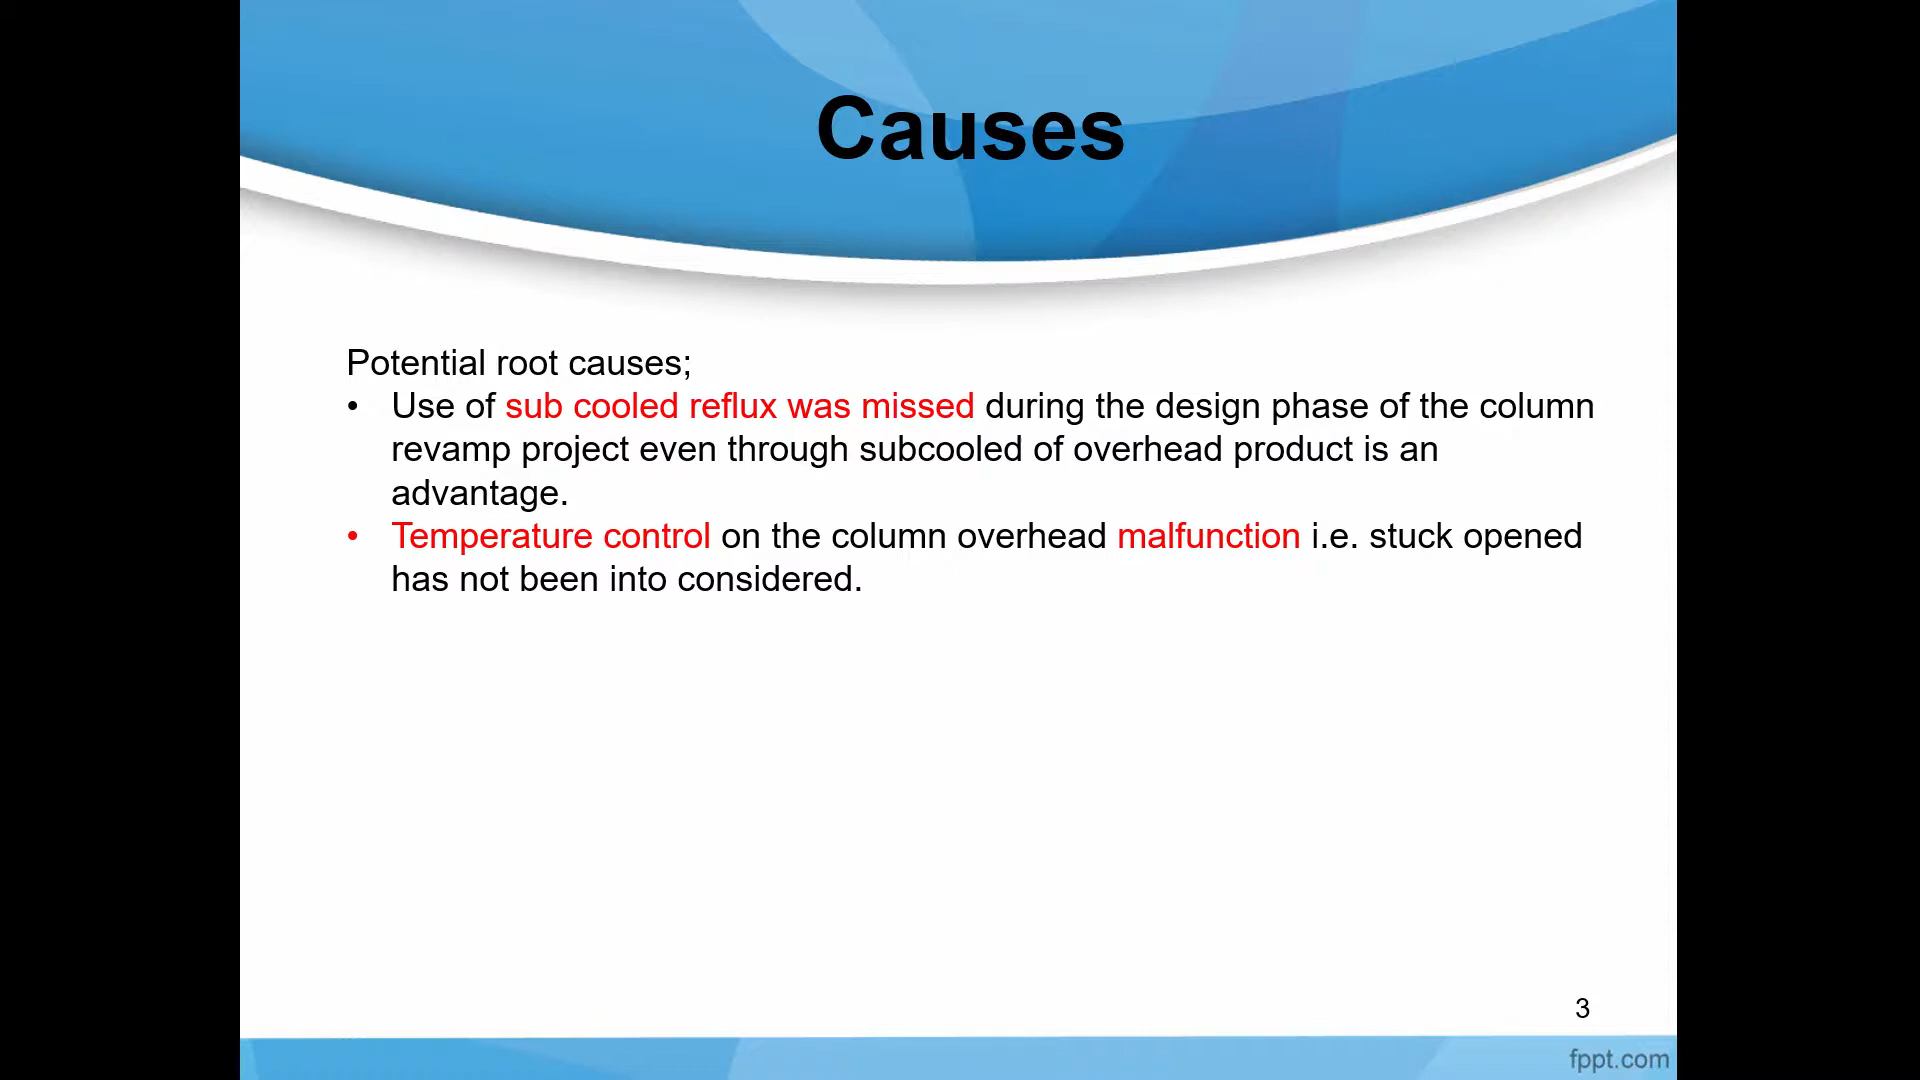 Causes
Potential root causes;
• Use of sub cooled reflux was missed during the design phase of the column
revamp project even through subcooled of overhead product is an
advantage.
• Temperature control on the column overhead malfunction i.e. stuck opened
has not been into considered.
3
fppt.com